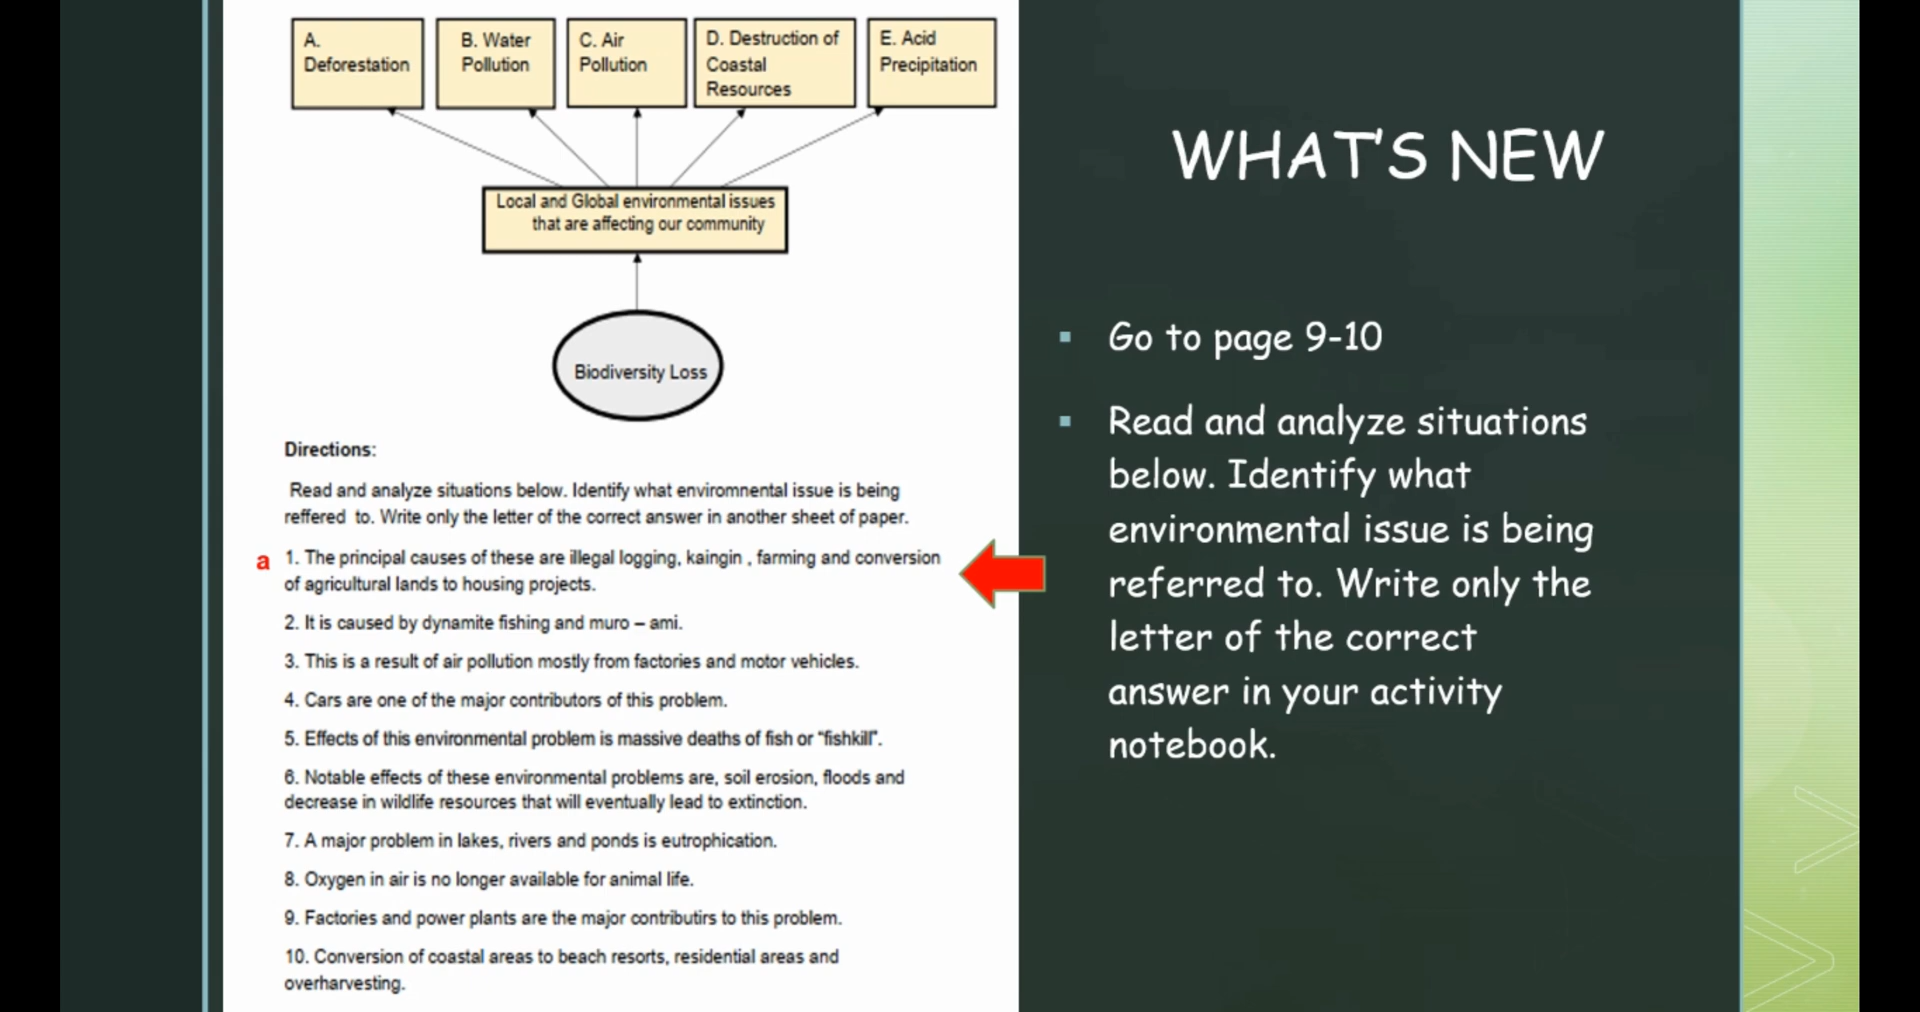 A.
Deforestation
B. Water
Pollution
C. Air
Pollution
D. Destruction of
Coastal
Resources
E. Acid
Precipitation
Local and Global environmental issues
that are affecting our community
Biodiversity Loss
Directions:
Read and analyze situations below. Identify what enviromnental issue is being
reffered to. Write only the letter of the correct answer in another sheet of paper.
a 1. The principal causes of these are illegal logging, kaingin , farming and conversion
of agricultural lands to housing projects.
2. It is caused by dynamite fishing and muro – ami.
3. This is a result of air pollution mostly from factories and motor vehicles.
4. Cars are one of the major contributors of this problem.
5. Effects of this environmental problem is massive deaths of fish or “fishkill”.
6. Notable effects of these environmental problems are, soil erosion, floods and
decrease in wildlife resources that will eventually lead to extinction.
7. A major problem in lakes, rivers and ponds is eutrophication.
8. Oxygen in air is no longer available for animal life.
9. Factories and power plants are the major contributirs to this problem.
10. Conversion of coastal areas to beach resorts, residential areas and
overharvesting.
WHAT'S NEW
Go to page 9-10
Read and analyze situations
below. Identify what
environmental issue is being
referred to. Write only the
letter of the correct
answer in your activity
notebook.